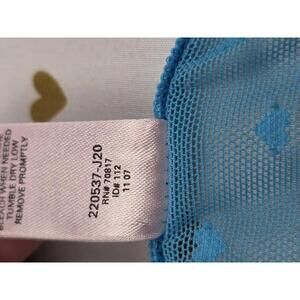 BLEACH WHEN NEEDED
TUMBLE DRY LOW
REMOVE PROMPTLY
220537-J20
RN# 70817
ID# 112
11 07